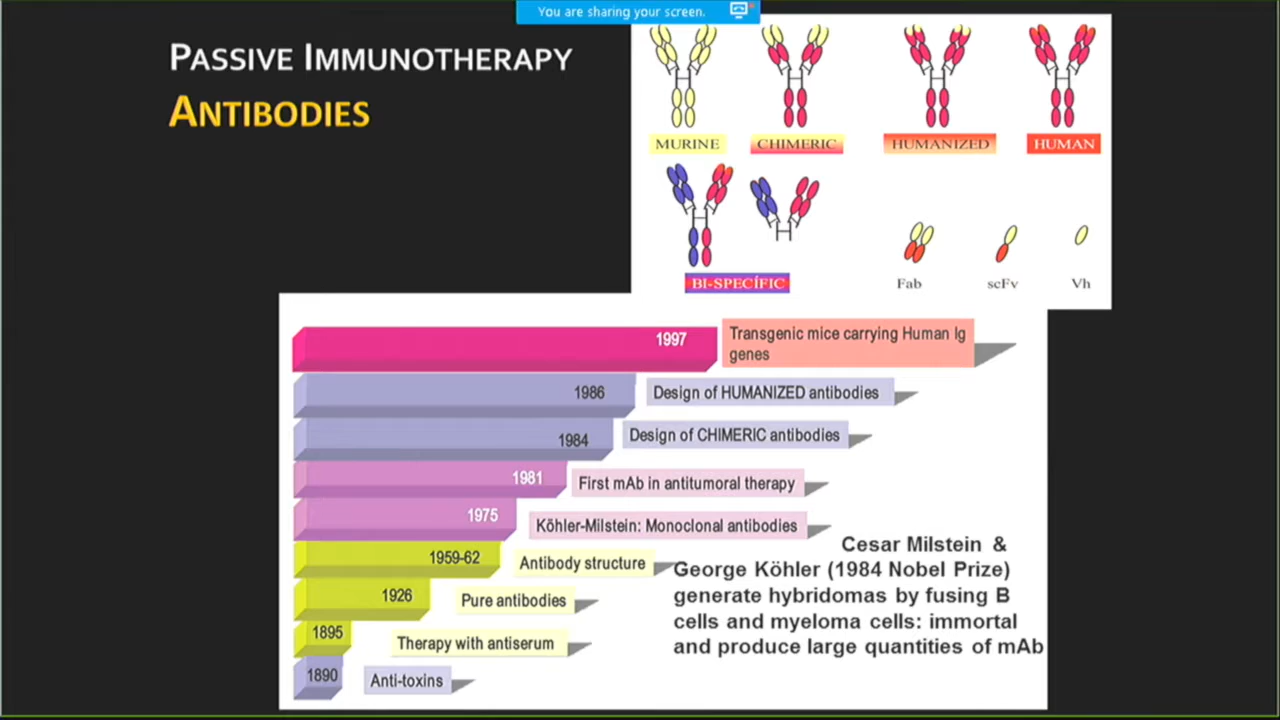 You are sharing your screen.
PASSIVE IMMUNOTHERAPY
ANTIBODIES
MURINE
CHIMERIC
HUMANIZED
HUMAN
BI-SPECÍFIC
Fab
scFv
Vh
1997
Transgenic mice carrying Human Ig
genes
1986
Design of HUMANIZED antibodies
1984
Design of CHIMERIC antibodies
1981
First mAb in antitumoral therapy
1975
Köhler-Milstein: Monoclonal antibodies
1959-62
Antibody structure
1926
Pure antibodies
1895
Therapy with antiserum
1890
Anti-toxins
Cesar Milstein &
George Köhler (1984 Nobel Prize)
generate hybridomas by fusing B
cells and myeloma cells: immortal
and produce large quantities of mAb